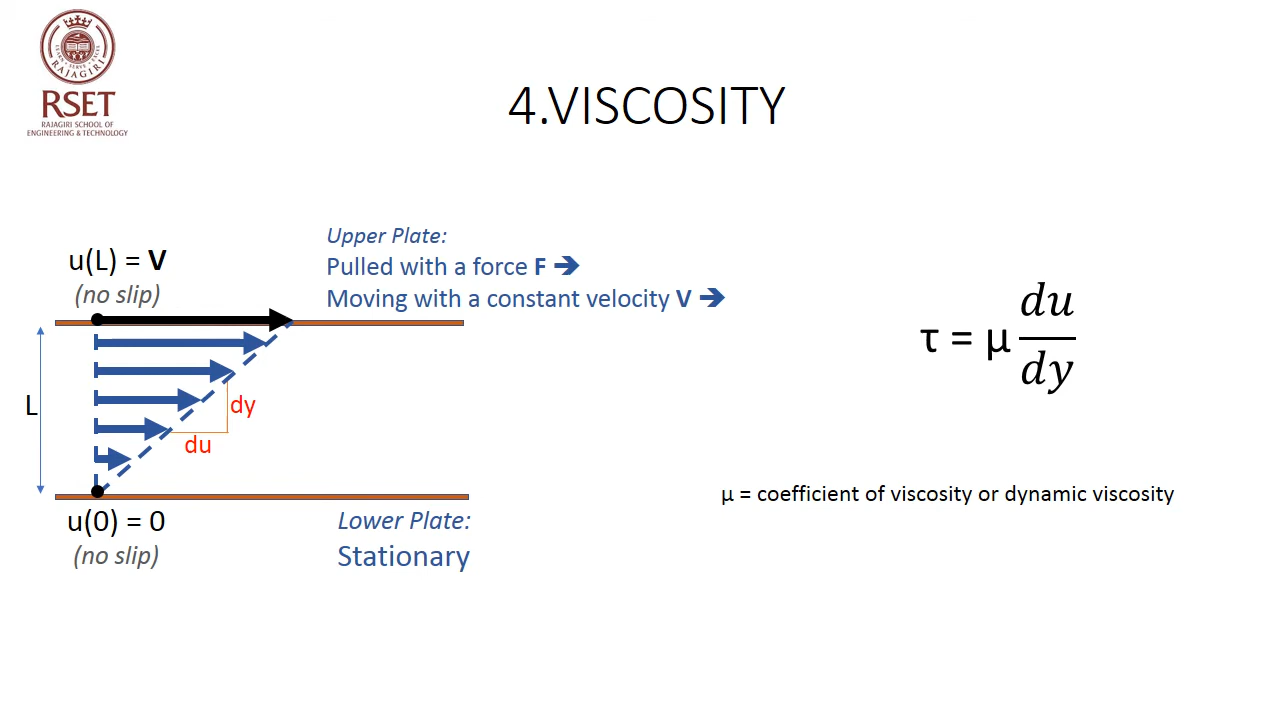 RAJAGIRI
RSET
RAJAGIRI SCHOOL OF
ENGINEERING & TECHNOLOGY
4.VISCOSITY
u(L) = V
(no slip)
Upper Plate:
Pulled with a force F ➔
Moving with a constant velocity V ➔
L
dy
du
u(0) = 0
(no slip)
Lower Plate:
Stationary
τ = μ du/dy
μ = coefficient of viscosity or dynamic viscosity